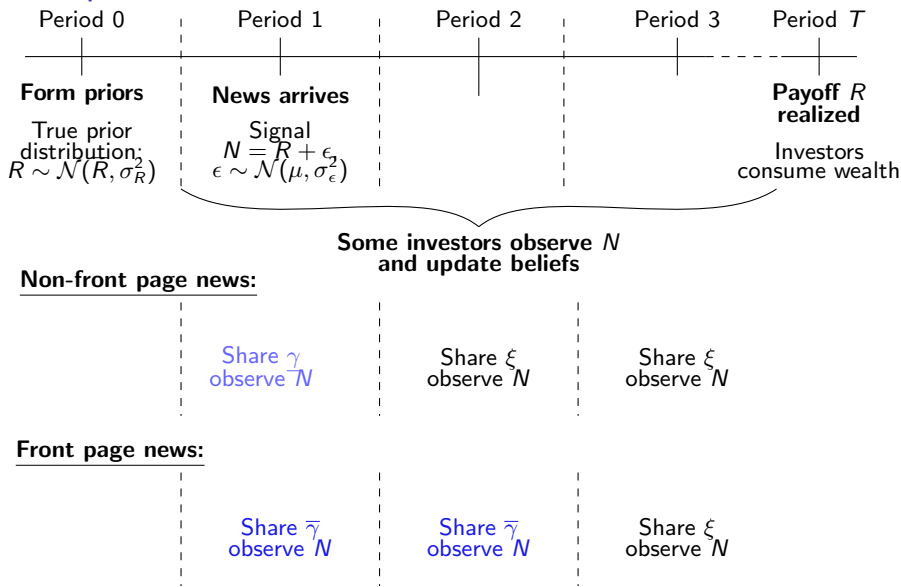 Period 0 Period 1 Period 2 Period 3 Period T
Form priors News arrives Payoff R
realized
True prior
distribution:
R ∼ 𝒩(R̅, σ²_R)
Signal
N = R + ε,
ε ∼ 𝒩(μ, σ²_ε)
Investors
consume wealth
Some investors observe N
and update beliefs
Non-front page news:
Share γ̲ Share ξ Share ξ
observe N observe N observe N
Front page news:
Share γ̅ Share γ̅ Share ξ
observe N observe N observe N